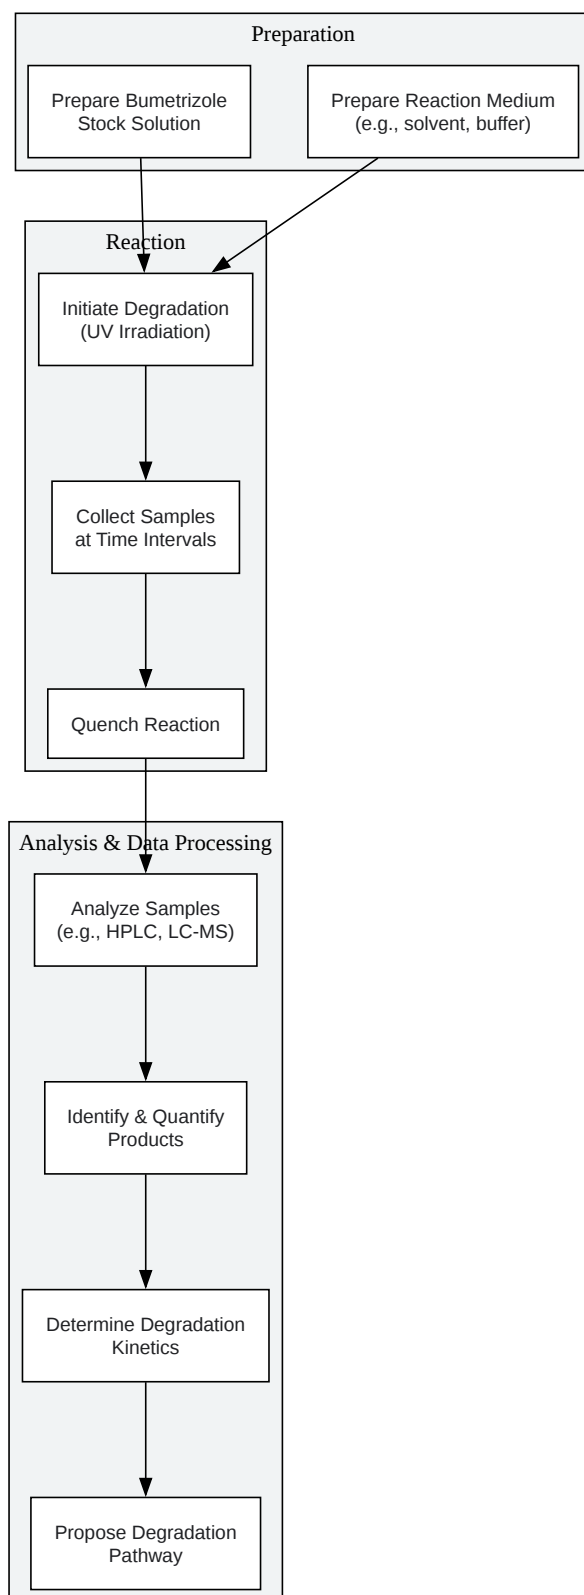 Preparation
Prepare Bumetrizole
Stock Solution
Prepare Reaction Medium
(e.g., solvent, buffer)
Reaction
Initiate Degradation
(UV Irradiation)
Collect Samples
at Time Intervals
Quench Reaction
Analysis & Data Processing
Analyze Samples
(e.g., HPLC, LC-MS)
Identify & Quantify
Products
Determine Degradation
Kinetics
Propose Degradation
Pathway